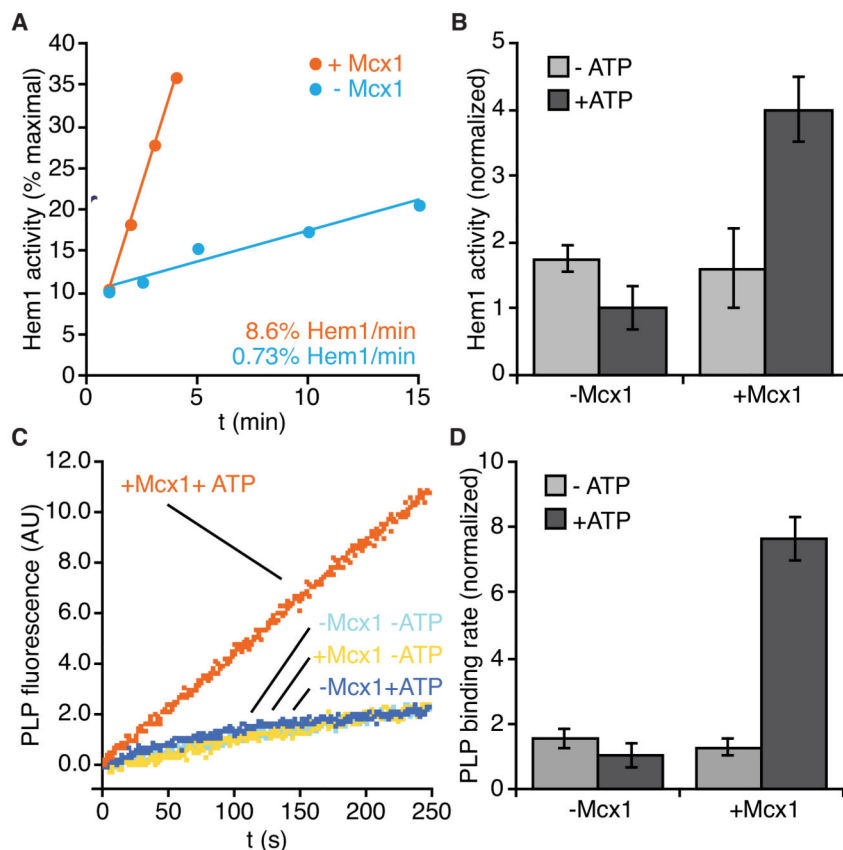 A
Hem1 activity (% maximal)
40
35
30
25
20
15
10
5
0
+ Mcx1
- Mcx1
8.6% Hem1/min
0.73% Hem1/min
0 5 10 15
t (min)
B
Hem1 activity (normalized)
5
4
3
2
1
0
- ATP
+ATP
-Mcx1 +Mcx1
C
PLP fluorescence (AU)
12.0
10.0
8.0
6.0
4.0
2.0
0.0
+Mcx1+ ATP
-Mcx1 -ATP
+Mcx1 -ATP
-Mcx1+ATP
0 50 100 150 200 250
t (s)
D
PLP binding rate (normalized)
10
8
6
4
2
0
- ATP
+ATP
-Mcx1 +Mcx1